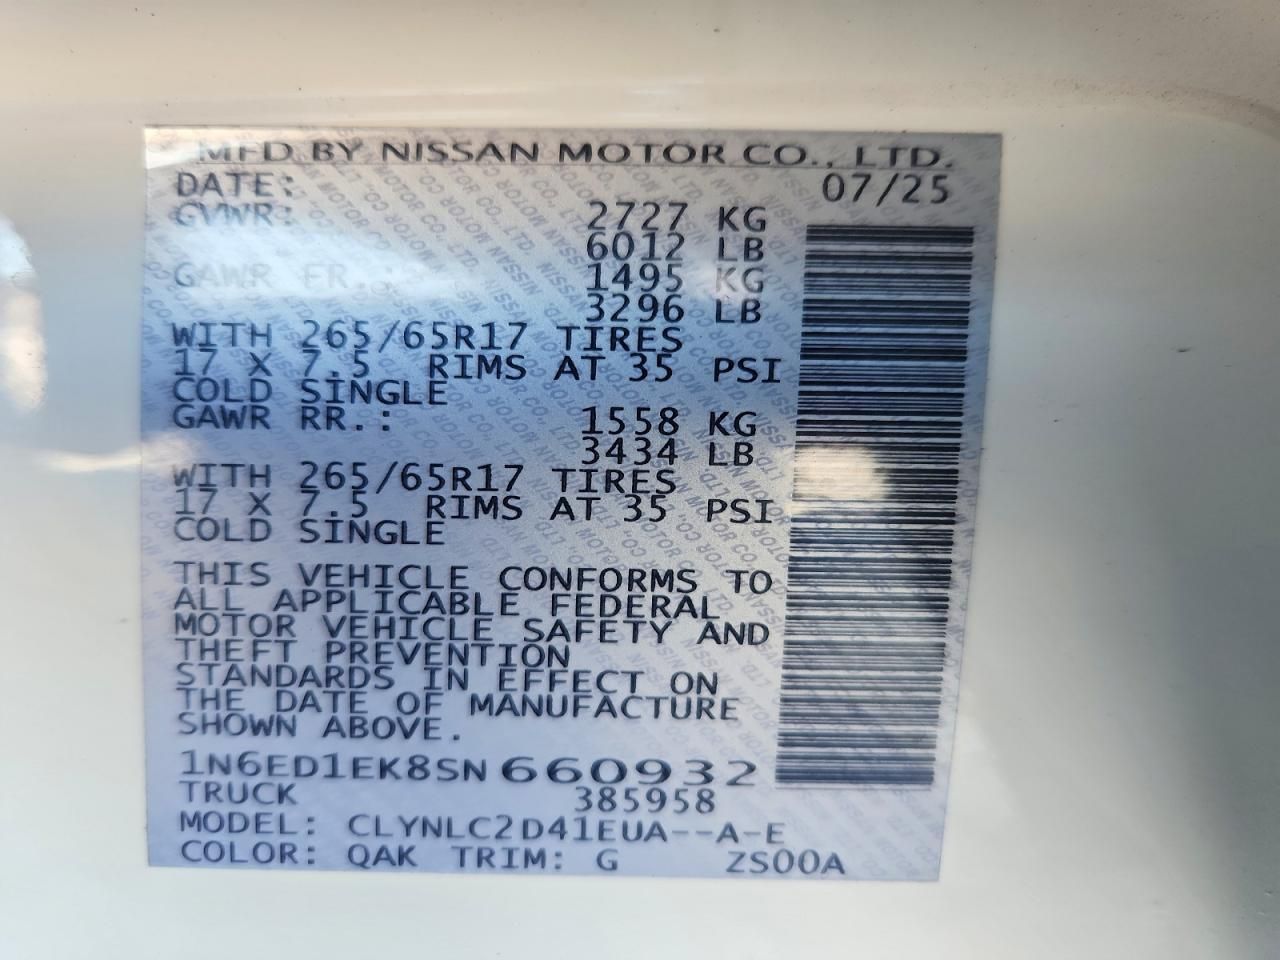 MFD BY NISSAN MOTOR CO., LTD.
DATE: 07/25
GVWR: 2727 KG
6012 LB
GAWR FR.: 1495 KG
3296 LB
WITH 265/65R17 TIRES
17 X 7.5 RIMS AT 35 PSI
COLD SINGLE
GAWR RR.: 1558 KG
3434 LB
WITH 265/65R17 TIRES
17 X 7.5 RIMS AT 35 PSI
COLD SINGLE
THIS VEHICLE CONFORMS TO
ALL APPLICABLE FEDERAL
MOTOR VEHICLE SAFETY AND
THEFT PREVENTION
STANDARDS IN EFFECT ON
THE DATE OF MANUFACTURE
SHOWN ABOVE.
1N6ED1EK8SN660932
TRUCK 385958
MODEL: CLYNLC2D41EUA--A-E
COLOR: QAK TRIM: G ZS00A